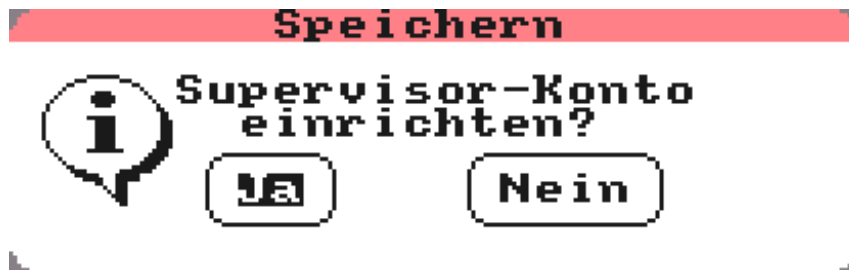 Speichern
Supervisor-Konto
einrichten?
Ja Nein